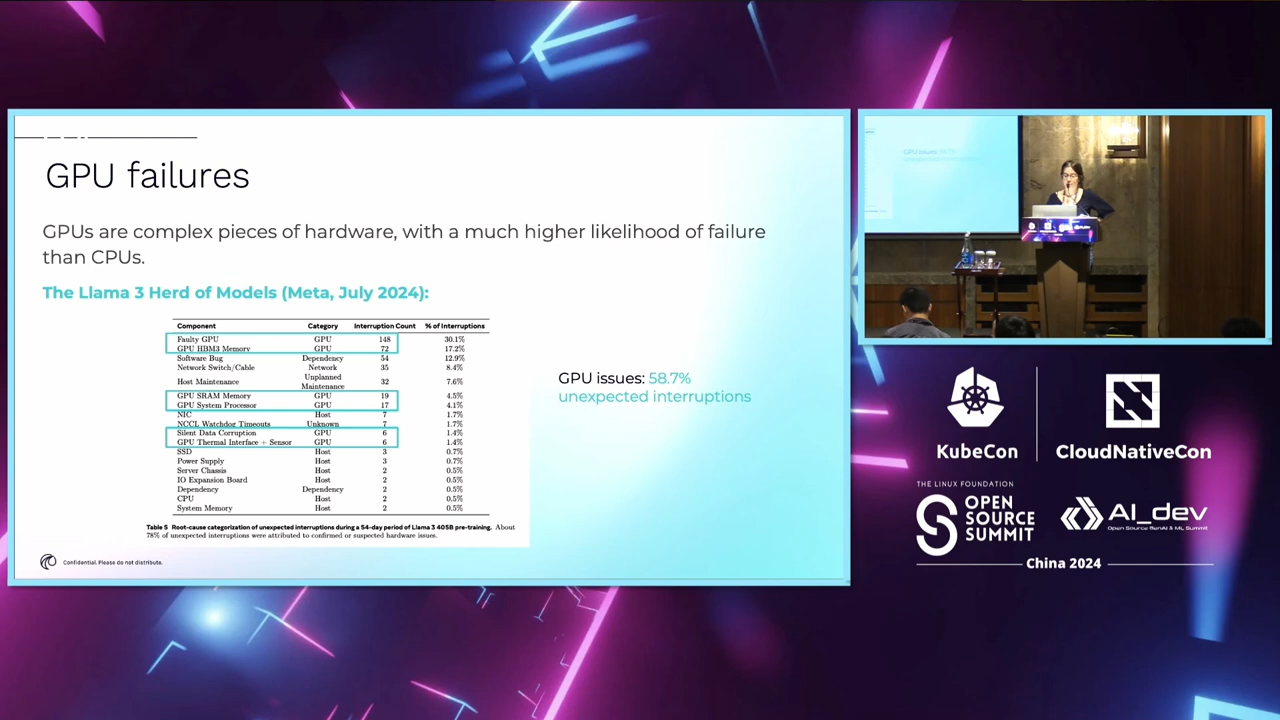 GPU failures
GPUs are complex pieces of hardware, with a much higher likelihood of failure
than CPUs.
The Llama 3 Herd of Models (Meta, July 2024):
Component Category Interruption Count % of Interruptions
Faulty GPU GPU 148 30.1%
GPU HBM3 Memory GPU 72 17.2%
Software Bug Dependency 54 12.9%
Network Switch/Cable Network 35 8.4%
Host Maintenance Unplanned Maintenance 32 7.6%
GPU SRAM Memory GPU 19 4.5%
GPU System Processor GPU 17 4.1%
NIC Host 7 1.7%
NCCL Watchdog Timeouts Unknown 7 1.7%
Silent Data Corruption GPU 6 1.4%
GPU Thermal Interface + Sensor GPU 6 1.4%
SSD Host 3 0.7%
Power Supply Host 3 0.7%
Server Chassis Host 2 0.5%
IO Expansion Board Host 2 0.5%
Dependency Dependency 2 0.5%
CPU Host 2 0.5%
System Memory Host 2 0.5%
Table 5 Root-cause categorization of unexpected interruptions during a 54-day period of Llama 3 405B pre-training. About
78% of unexpected interruptions were attributed to confirmed or suspected hardware issues.
GPU issues: 58.7%
unexpected interruptions
Confidential. Please do not distribute.
KubeCon
CloudNativeCon
THE LINUX FOUNDATION
OPEN
SOURCE
SUMMIT
AI_dev
Open Source GenAI & ML Summit
China 2024